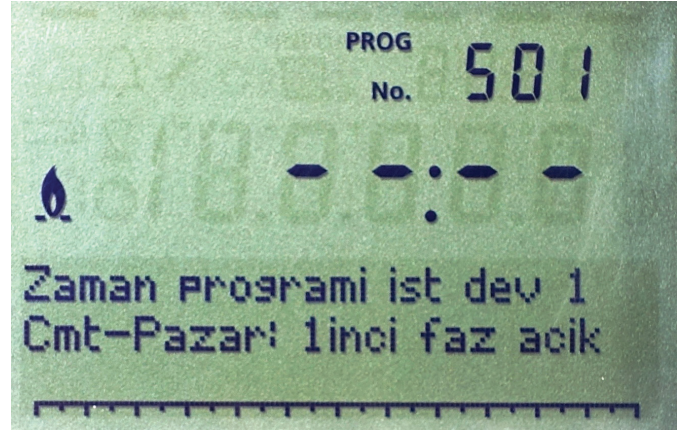 PROG
No. 501
- -:- -
Zaman programi ist dev 1
Cmt-Pazar: 1inci faz acik